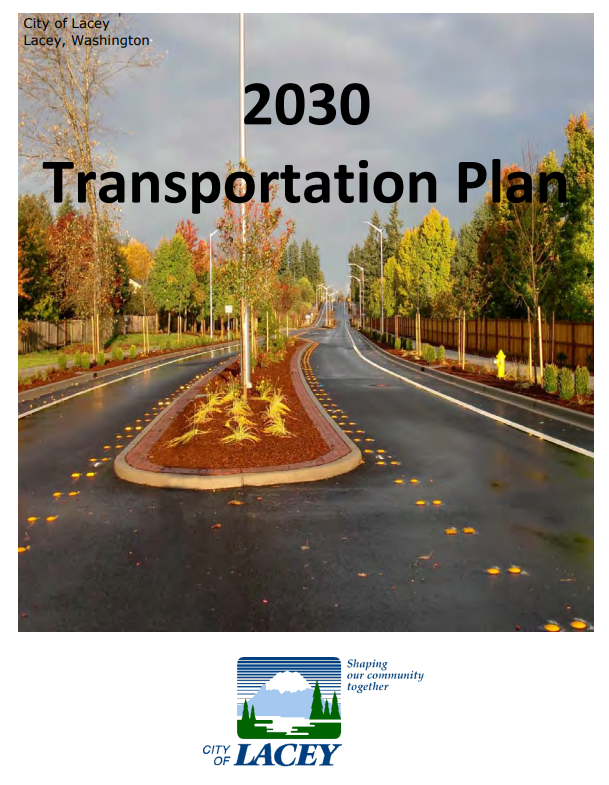 City of Lacey
Lacey, Washington
2030
Transportation Plan
Shaping
our community
together
CITY
OF LACEY